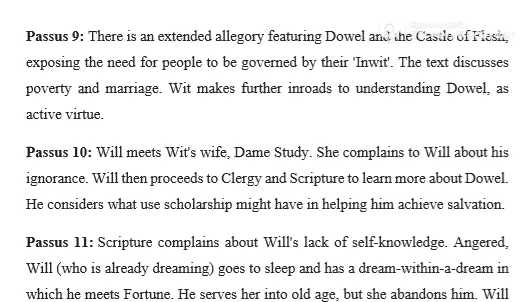 Passus 9: There is an extended allegory featuring Dowel and the Castle of Flesh,
exposing the need for people to be governed by their 'Inwit'. The text discusses
poverty and marriage. Wit makes further inroads to understanding Dowel, as
active virtue.
Passus 10: Will meets Wit's wife, Dame Study. She complains to Will about his
ignorance. Will then proceeds to Clergy and Scripture to learn more about Dowel.
He considers what use scholarship might have in helping him achieve salvation.
Passus 11: Scripture complains about Will's lack of self-knowledge. Angered,
Will (who is already dreaming) goes to sleep and has a dream-within-a-dream in
which he meets Fortune. He serves her into old age, but she abandons him. Will